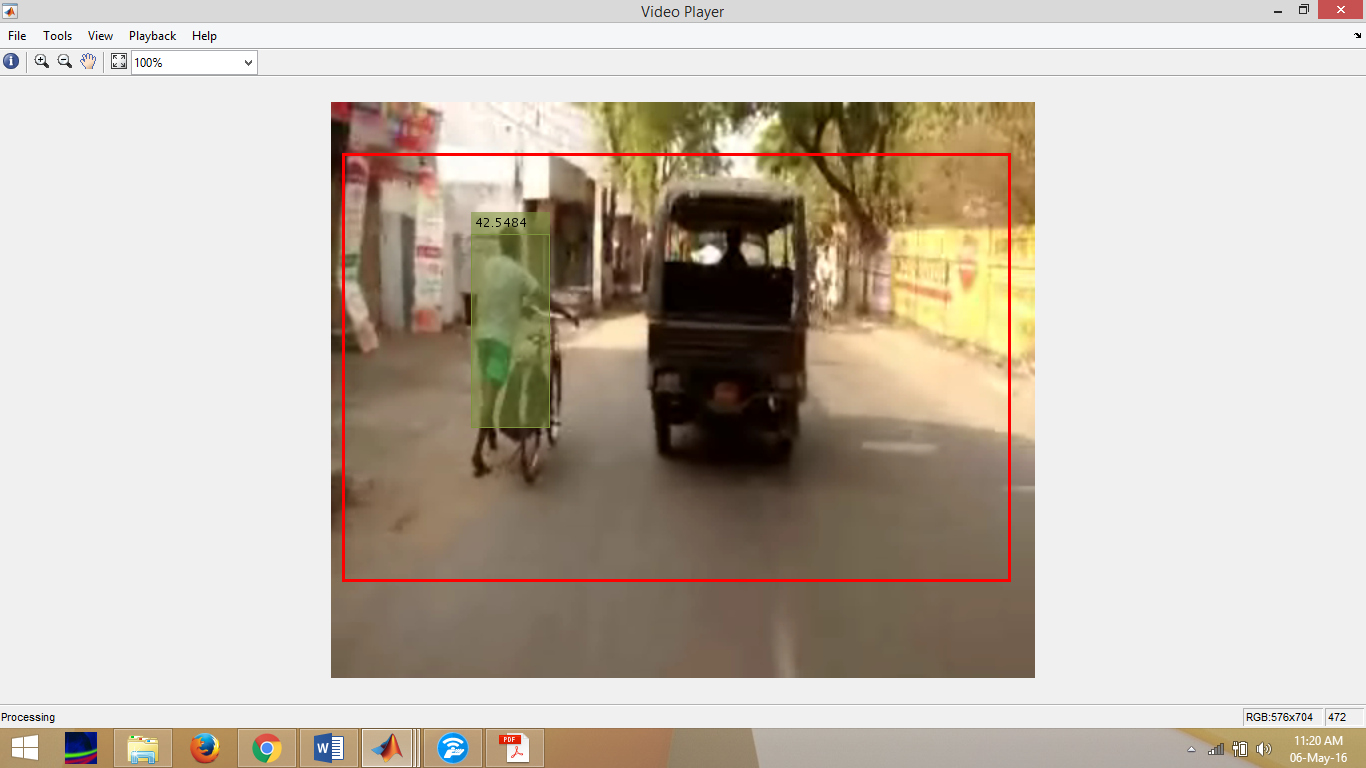 Video Player
File Tools View Playback Help
100%
42.5484
Processing
RGB:576x704
472
PDF
11:20 AM
06-May-16